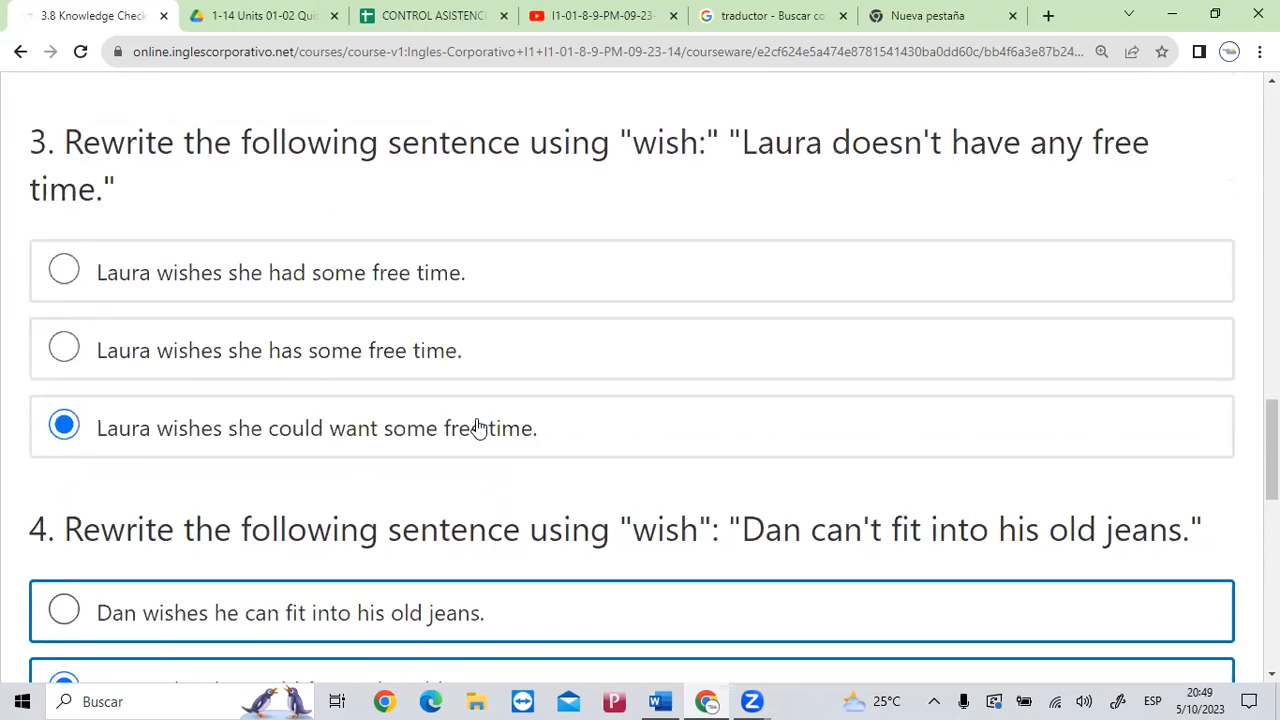 3.8 Knowledge Check
1-14 Units 01-02 Qui
CONTROL ASISTENC
I1-01-8-9-PM-09-23-
traductor - Buscar co
Nueva pestaña
online.inglescorporativo.net/courses/course-v1:Ingles-Corporativo+I1+I1-01-8-9-PM-09-23-14/courseware/e2cf624e5a474e8781541430ba0dd60c/bb4f6a3e87b24...
3. Rewrite the following sentence using "wish:" "Laura doesn't have any free
time."
Laura wishes she had some free time.
Laura wishes she has some free time.
Laura wishes she could want some free time.
4. Rewrite the following sentence using "wish": "Dan can't fit into his old jeans."
Dan wishes he can fit into his old jeans.
Buscar
25°C
ESP
20:49
5/10/2023